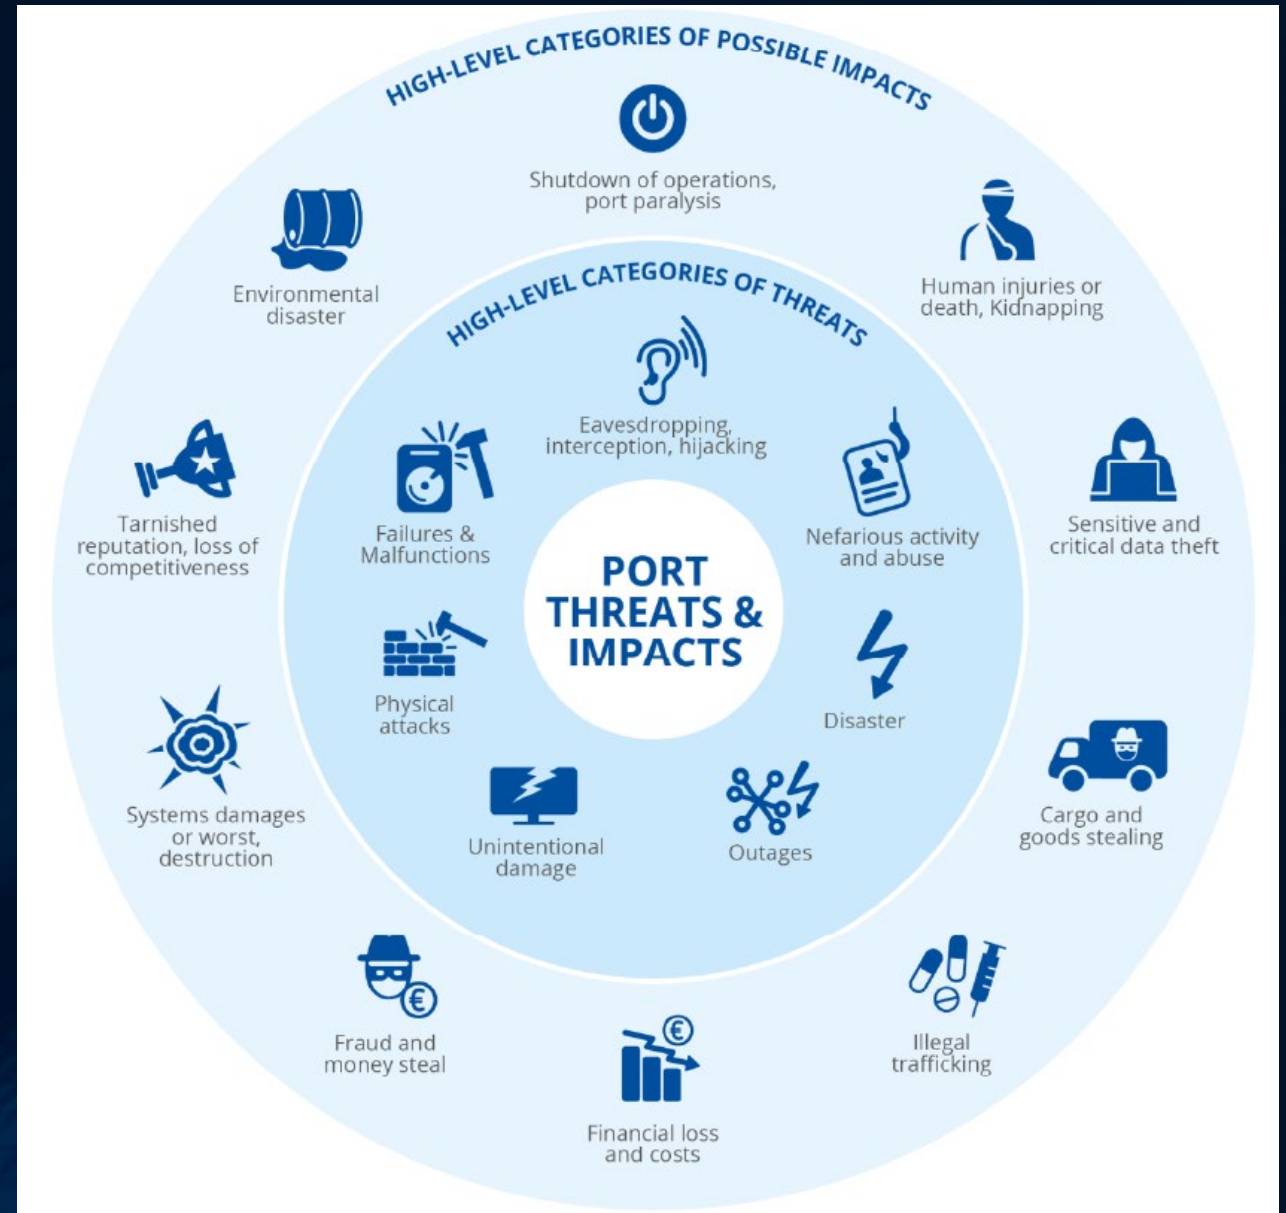 HIGH-LEVEL CATEGORIES OF POSSIBLE IMPACTS
Shutdown of operations,
port paralysis
Human injuries or
death, Kidnapping
Sensitive and
critical data theft
Cargo and
goods stealing
Illegal
trafficking
Financial loss
and costs
Fraud and
money steal
Systems damages
or worst,
destruction
Tarnished
reputation, loss of
competitiveness
Environmental
disaster
HIGH-LEVEL CATEGORIES OF THREATS
Eavesdropping,
interception, hijacking
Nefarious activity
and abuse
Disaster
Outages
Unintentional
damage
Physical
attacks
Failures &
Malfunctions
PORT
THREATS &
IMPACTS
€
€